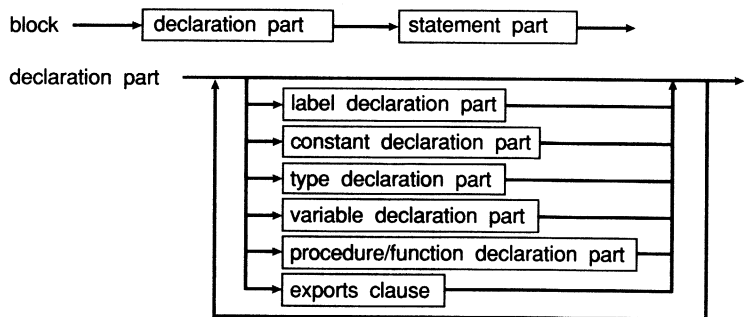 block declaration part statement part
declaration part
label declaration part
constant declaration part
type declaration part
variable declaration part
procedure/function declaration part
exports clause